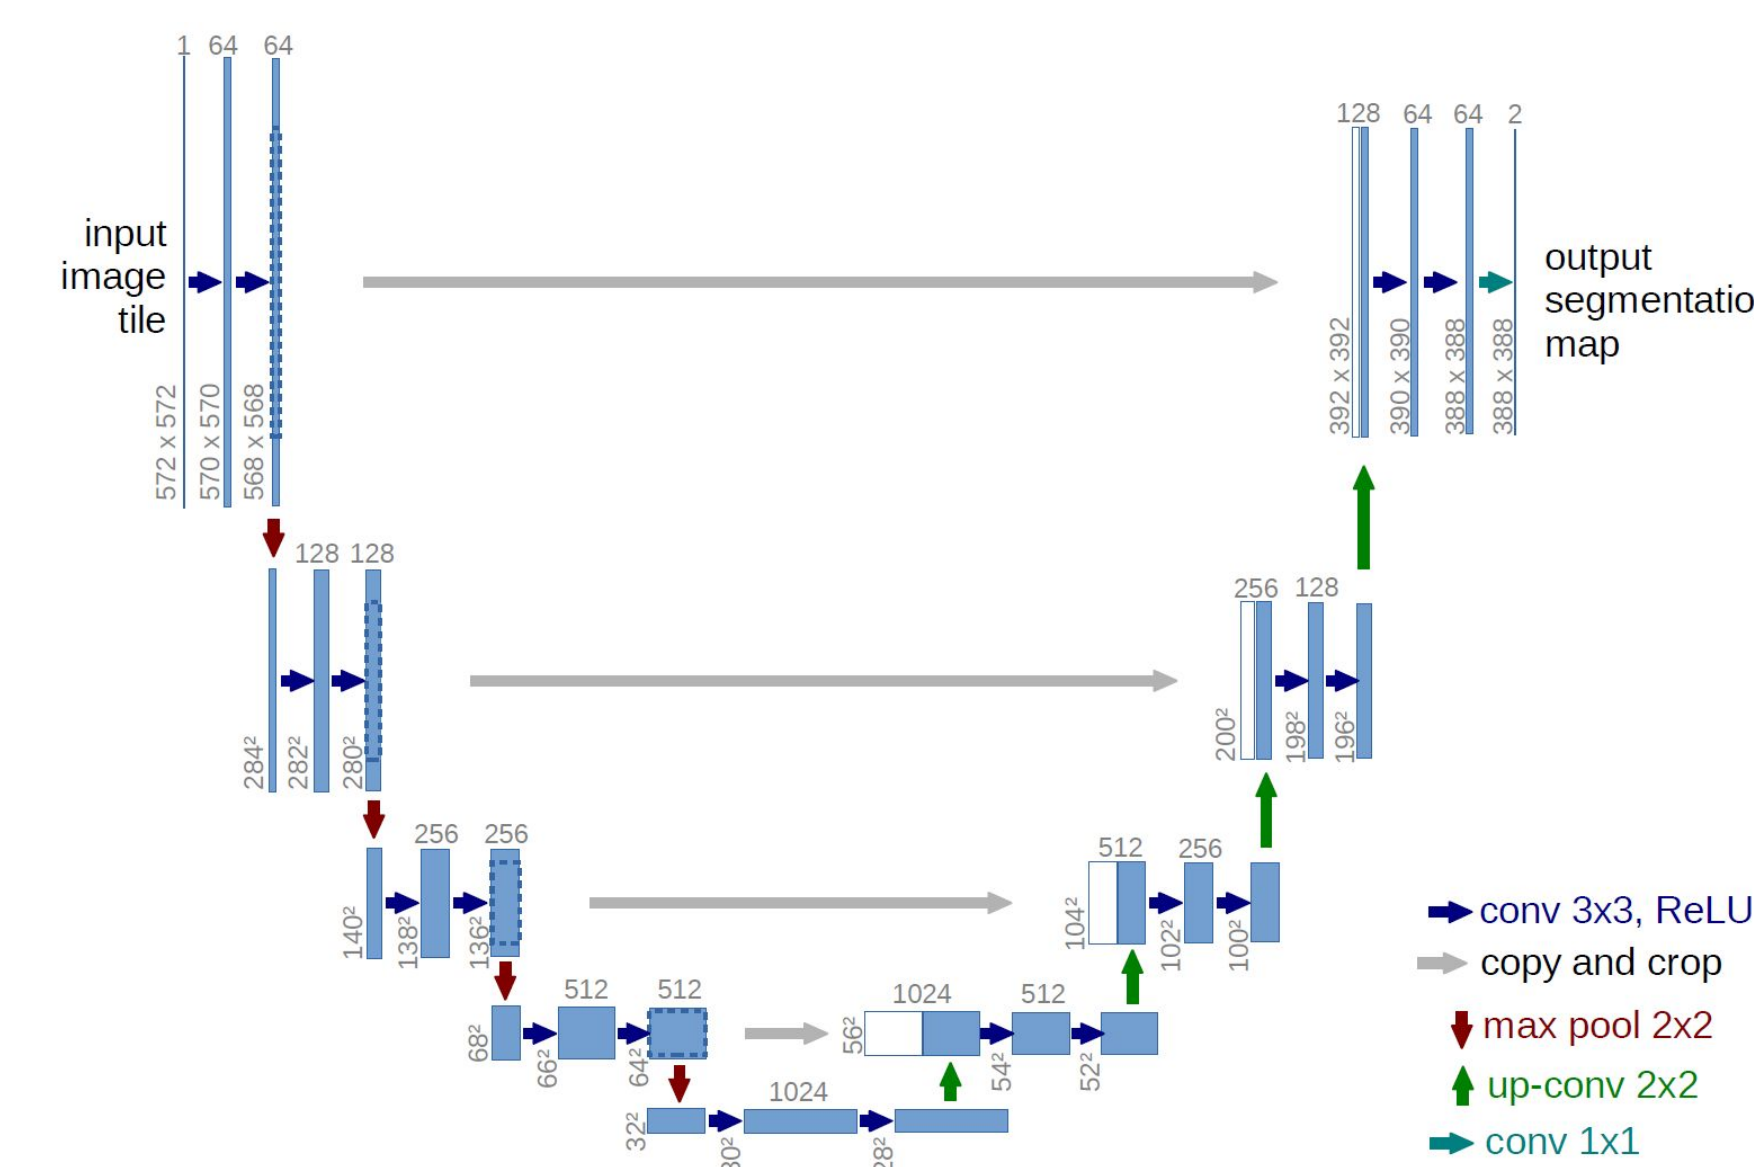 1 64 64
128 64 64 2
input
image
tile
output
segmentatio
map
572 x 572
570 x 570
568 x 568
392 x 392
390 x 390
388 x 388
388 x 388
128 128
256 128
284²
282²
280²
200²
198²
196²
256 256
512 256
140²
138²
136²
104²
102²
100²
512 512
1024 512
68²
66²
64²
56²
54²
52²
1024
32²
30²
28²
conv 3x3, ReLU
copy and crop
max pool 2x2
up-conv 2x2
conv 1x1